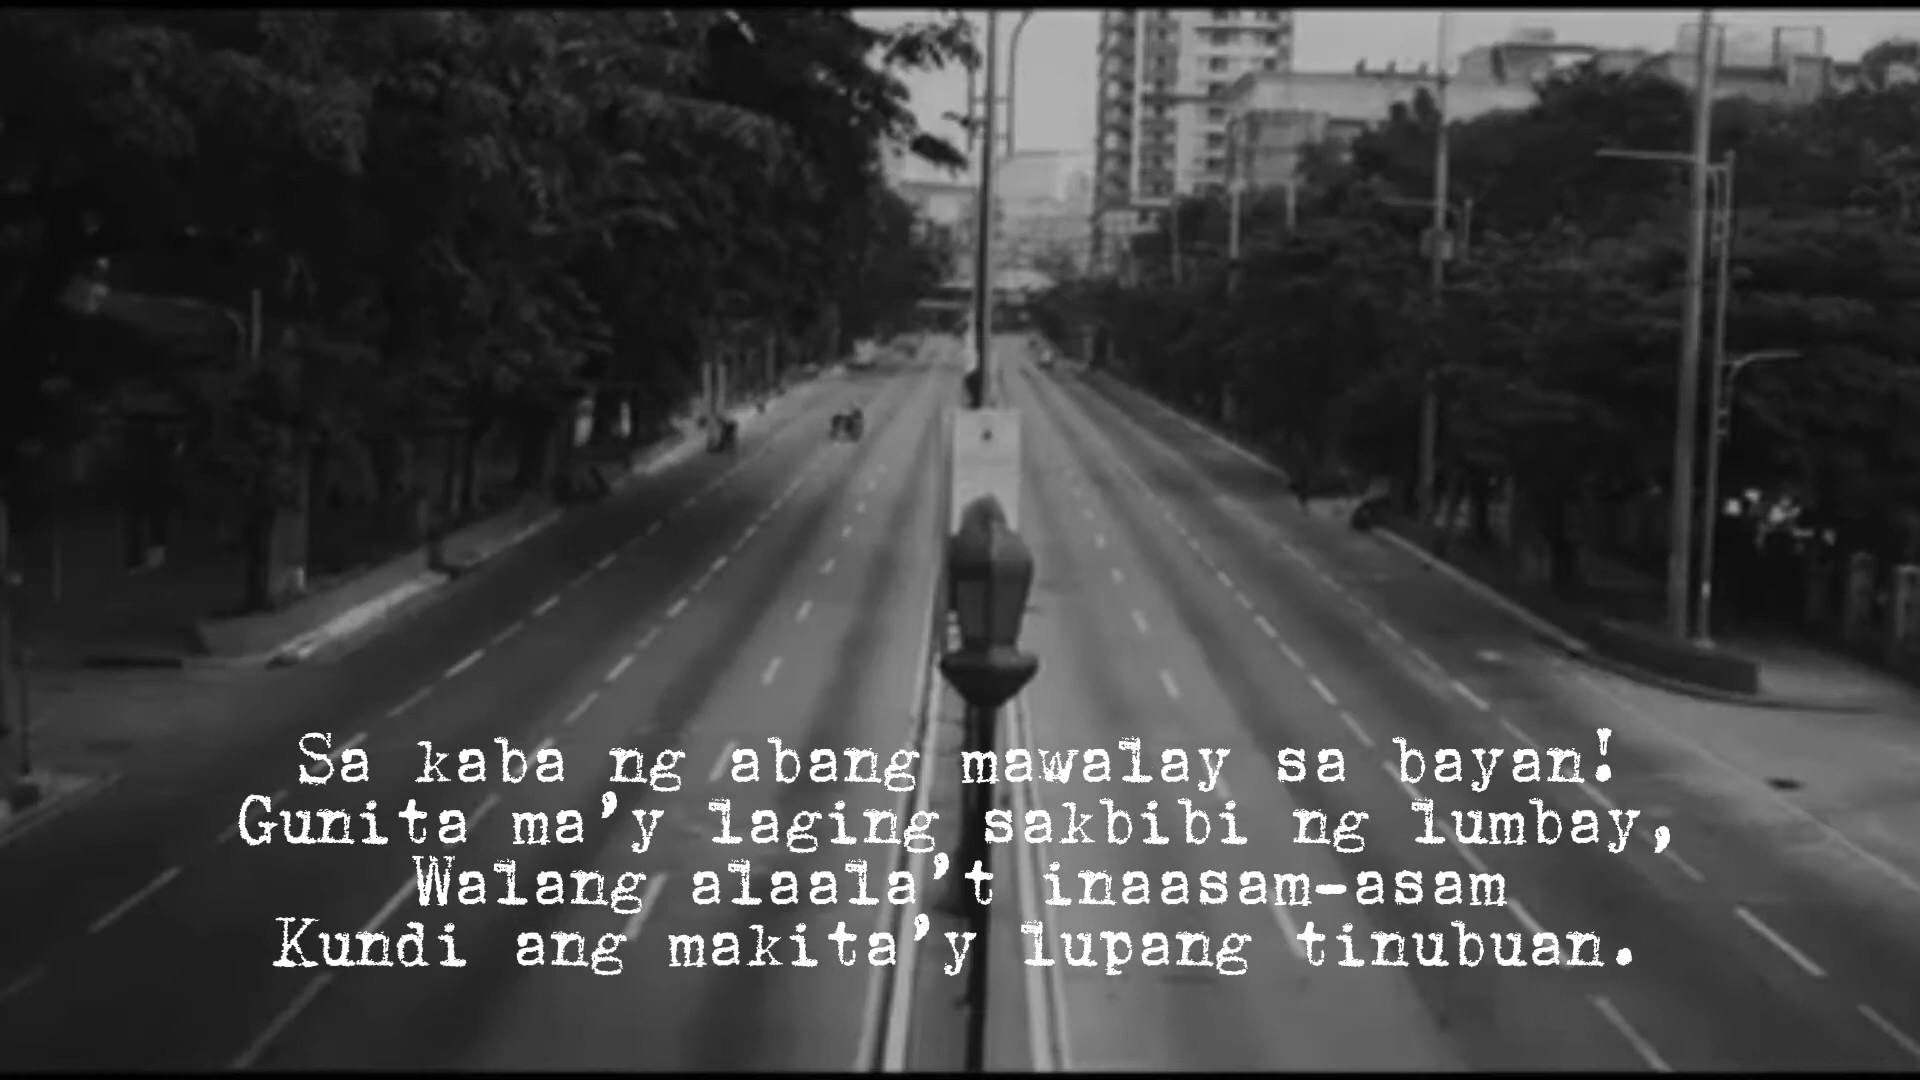 Sa kaba ng abang mawalay sa bayan!
Gunita ma'y laging sakbibi ng lumbay,
Walang alaala't inaasam-asam
Kundi ang makita'y lupang tinubuan.